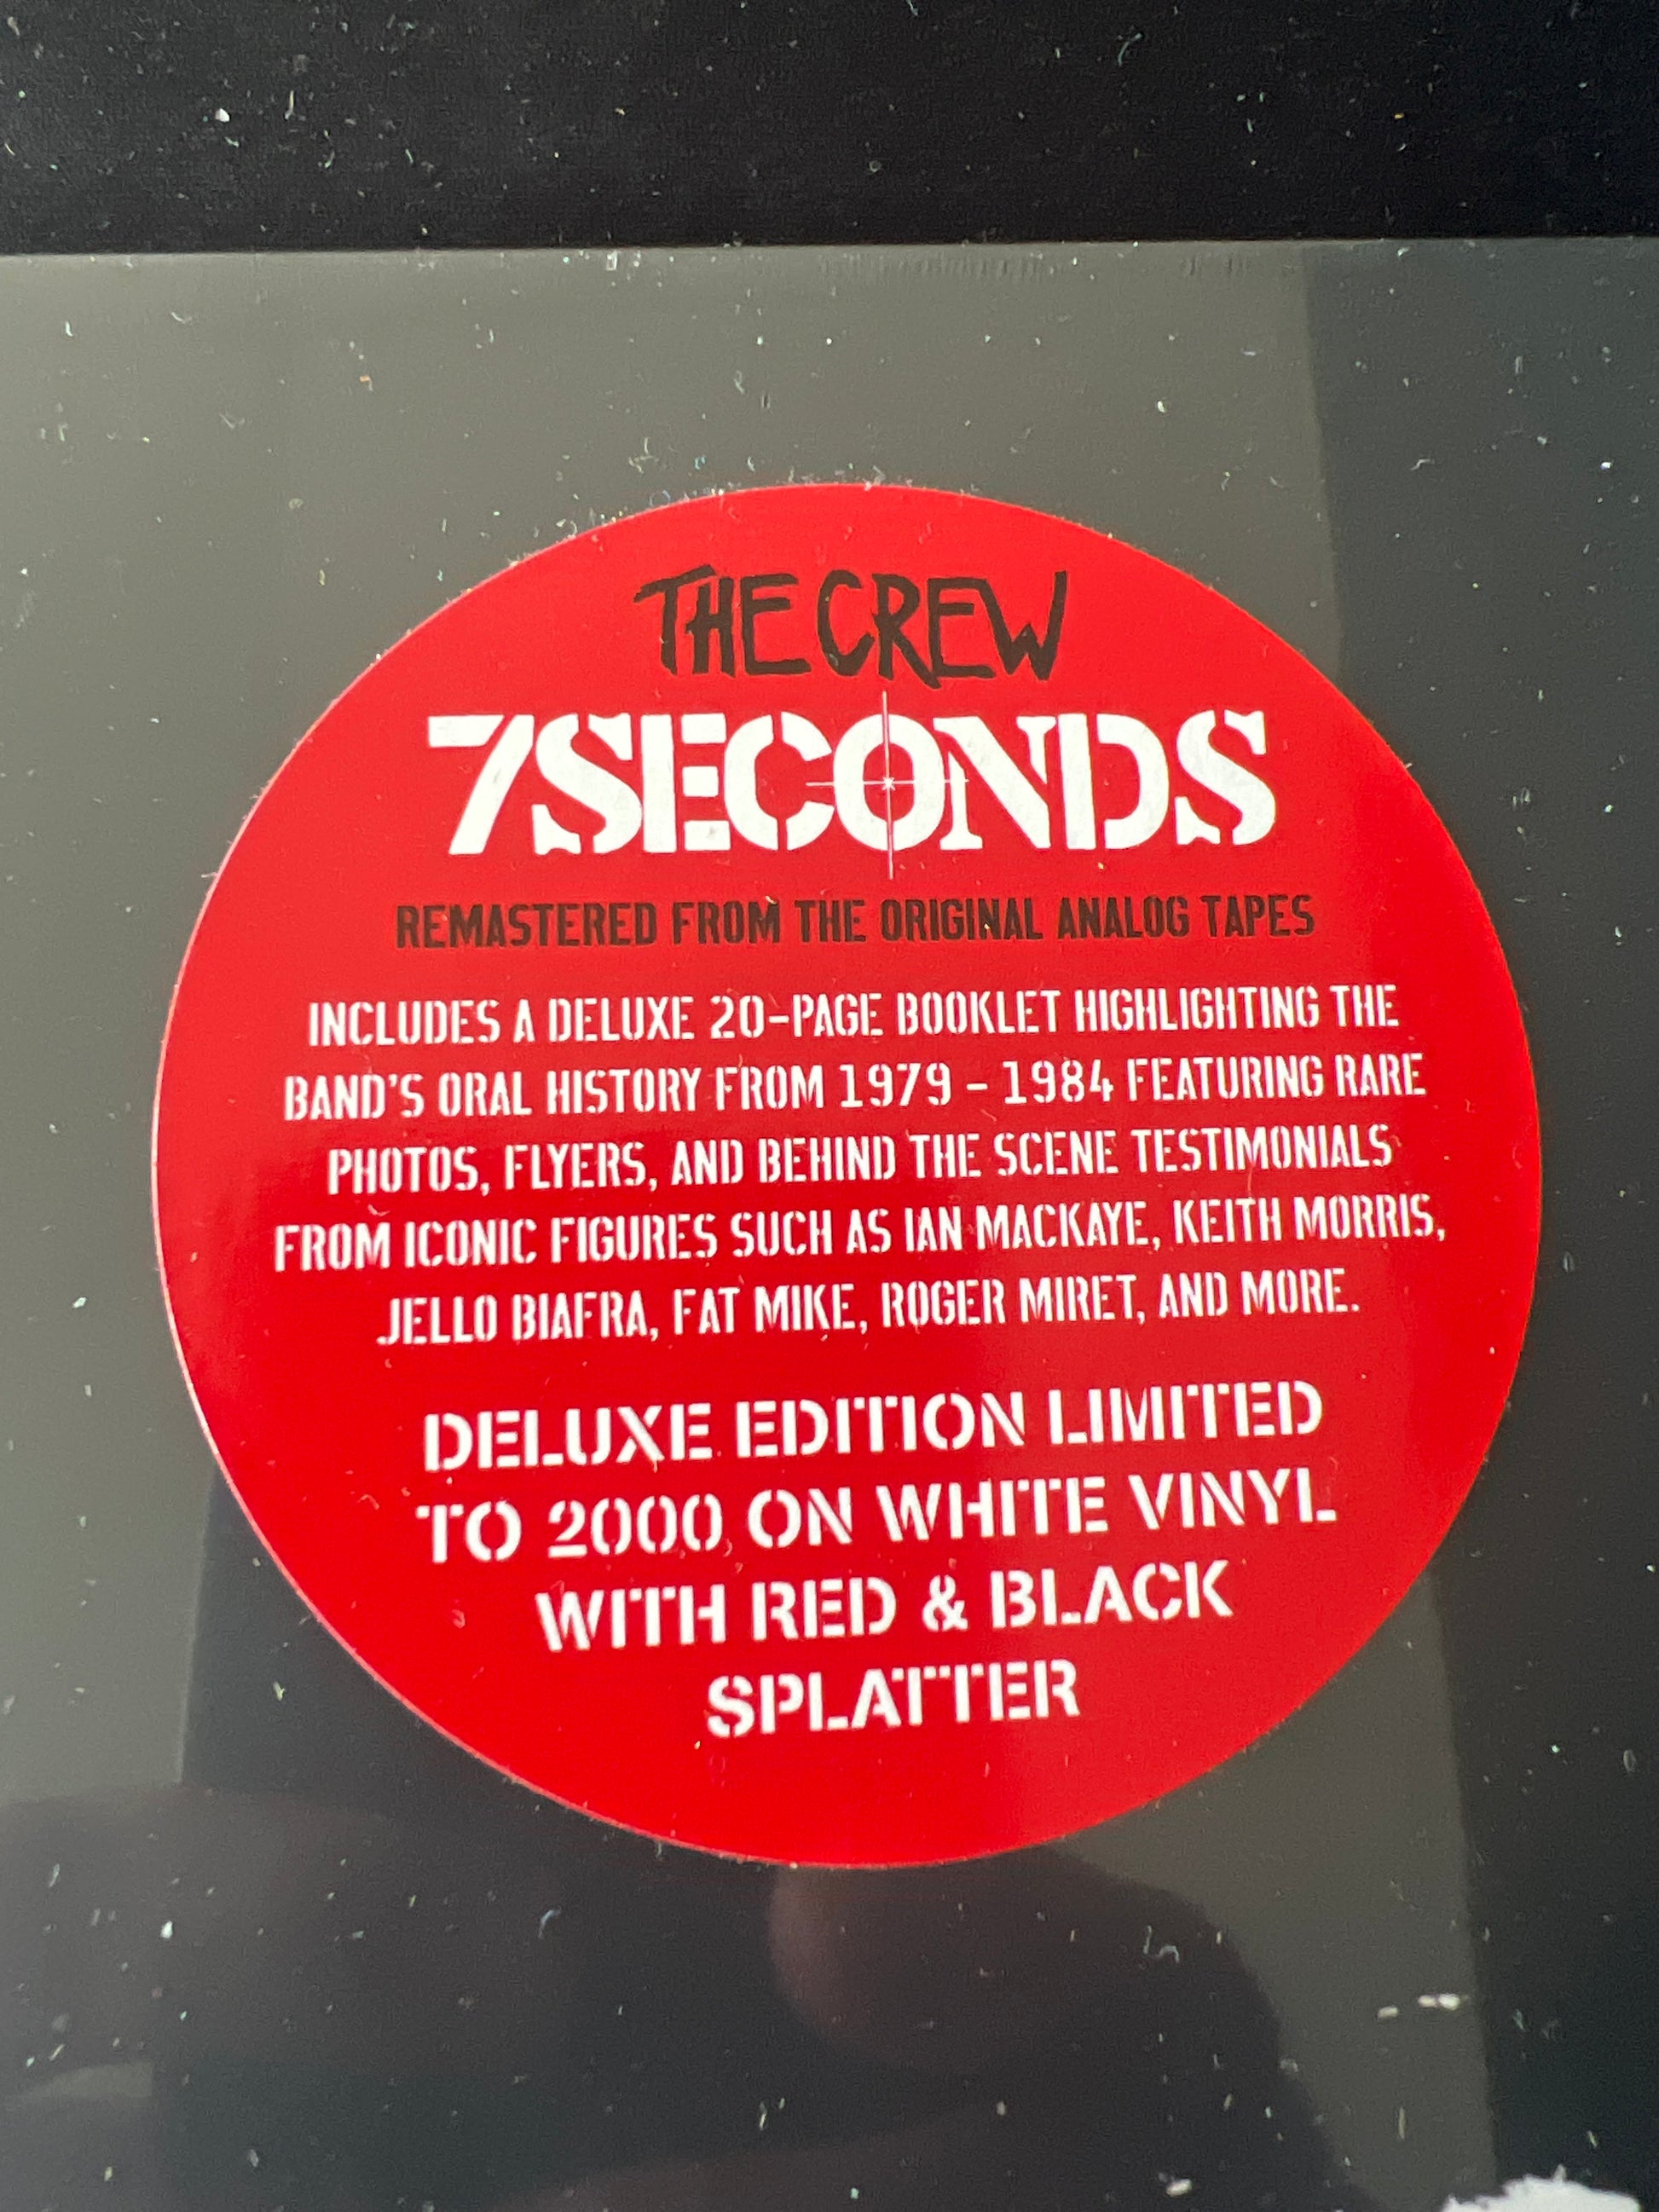 THE CREW
7SECONDS
REMASTERED FROM THE ORIGINAL ANALOG TAPES
INCLUDES A DELUXE 20-PAGE BOOKLET HIGHLIGHTING THE
BAND'S ORAL HISTORY FROM 1979 – 1984 FEATURING RARE
PHOTOS, FLYERS, AND BEHIND THE SCENE TESTIMONIALS
FROM ICONIC FIGURES SUCH AS IAN MACKAYE, KEITH MORRIS,
JELLO BIAFRA, FAT MIKE, ROGER MIRET, AND MORE.
DELUXE EDITION LIMITED
TO 2000 ON WHITE VINYL
WITH RED & BLACK
SPLATTER